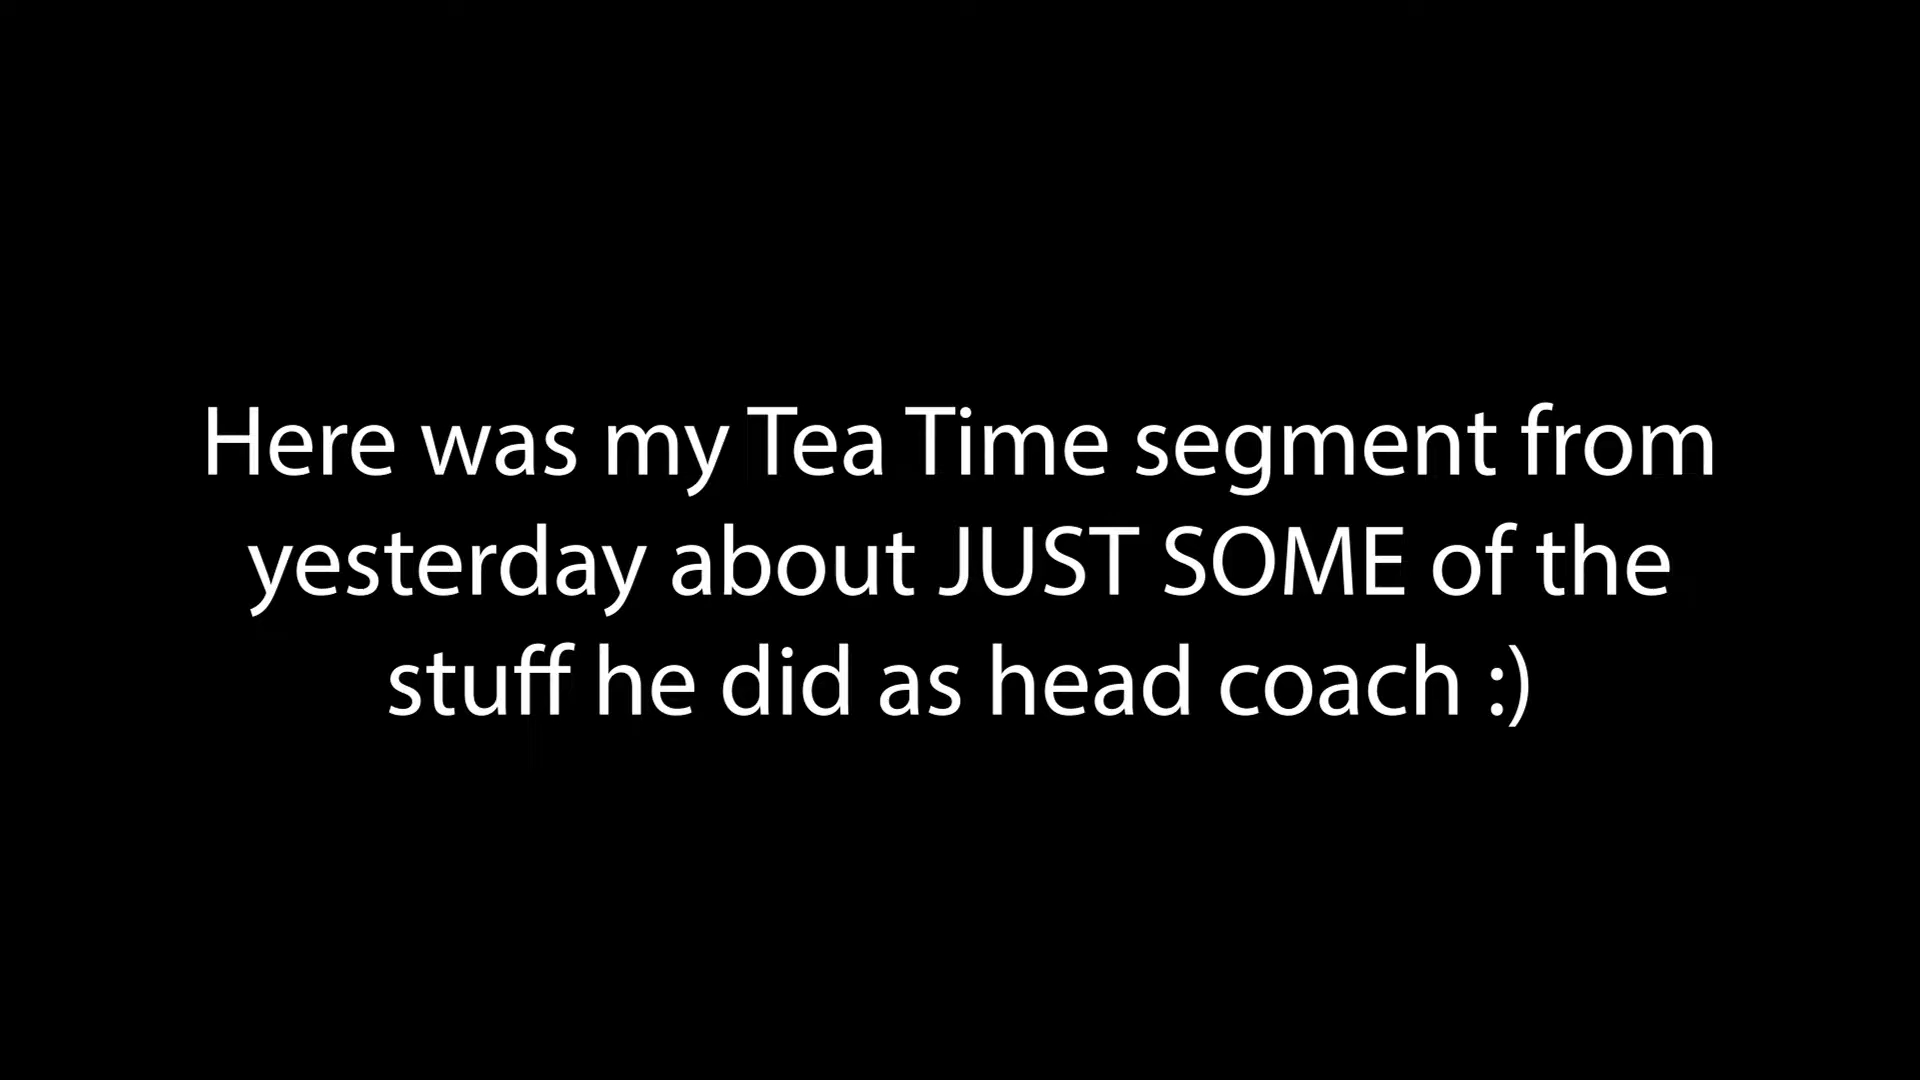 Here was my Tea Time segment from
yesterday about JUST SOME of the
stuff he did as head coach :)